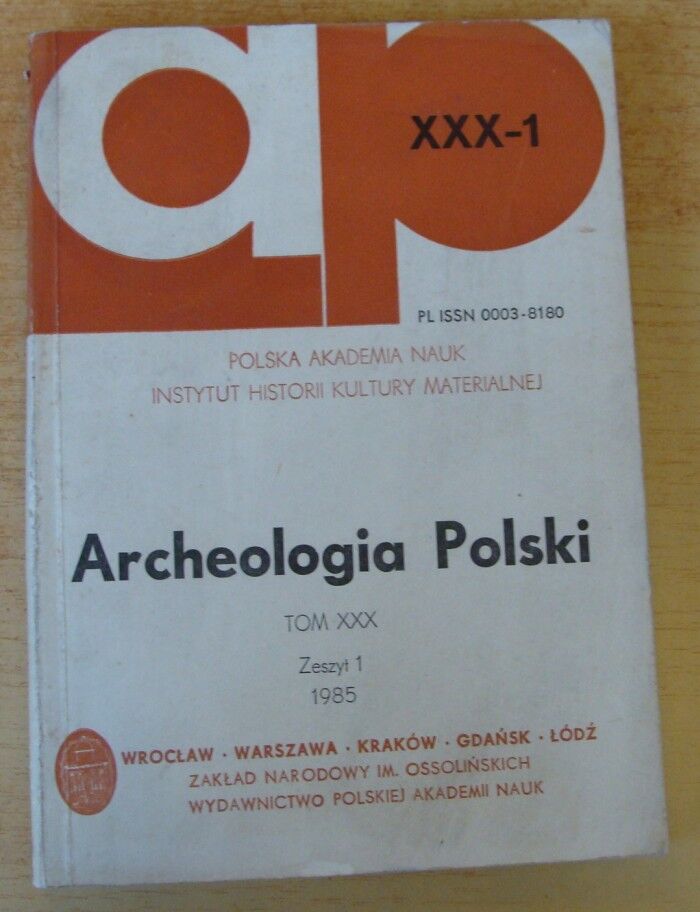 ap
XXX-1
PL ISSN 0003-8180
POLSKA AKADEMIA NAUK
INSTYTUT HISTORII KULTURY MATERIALNEJ
Archeologia Polski
TOM XXX
Zeszyt 1
1985
WROCŁAW · WARSZAWA · KRAKÓW · GDAŃSK · ŁÓDŹ
ZAKŁAD NARODOWY IM. OSSOLIŃSKICH
WYDAWNICTWO POLSKIEJ AKADEMII NAUK